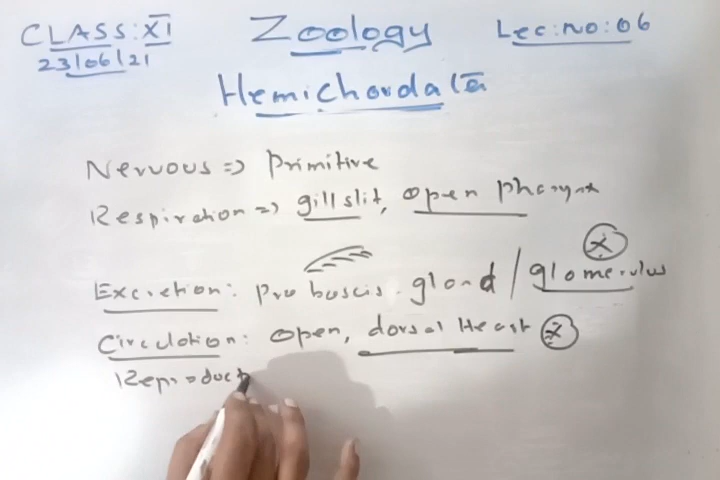 CLASS: XI Zoology Lec: No: 06
23/06/21
Hemichordata
Nervous => Primitive
Respiration => gill slit, open pharynx
Excretion: proboscis gland / glomerulus
Circulation: open, dorsal Heart
Reproduct